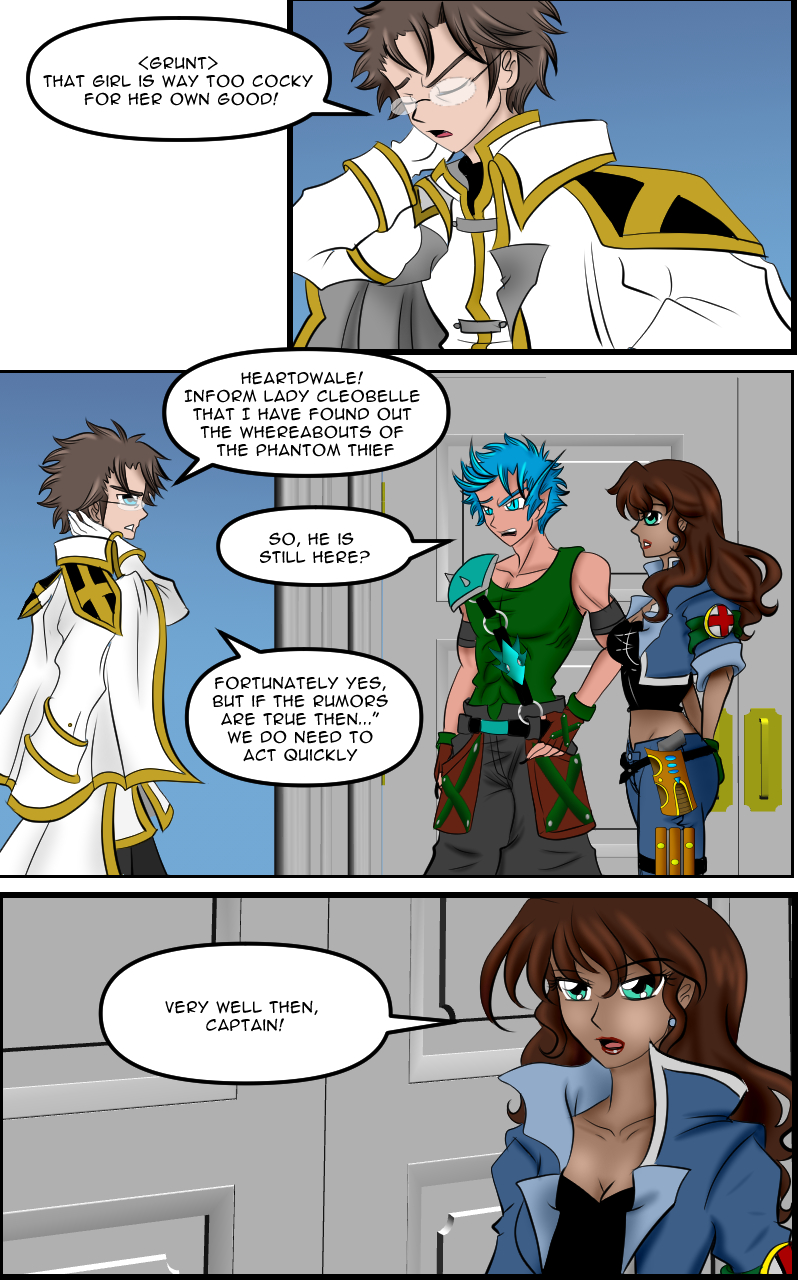 <GRUNT>
THAT GIRL IS WAY TOO COCKY
FOR HER OWN GOOD!
HEARTDWALE!
INFORM LADY CLEOBELLE
THAT I HAVE FOUND OUT
THE WHEREABOUTS OF
THE PHANTOM THIEF
SO, HE IS
STILL HERE?
FORTUNATELY YES,
BUT IF THE RUMORS
ARE TRUE THEN..."
WE DO NEED TO
ACT QUICKLY
VERY WELL THEN,
CAPTAIN!